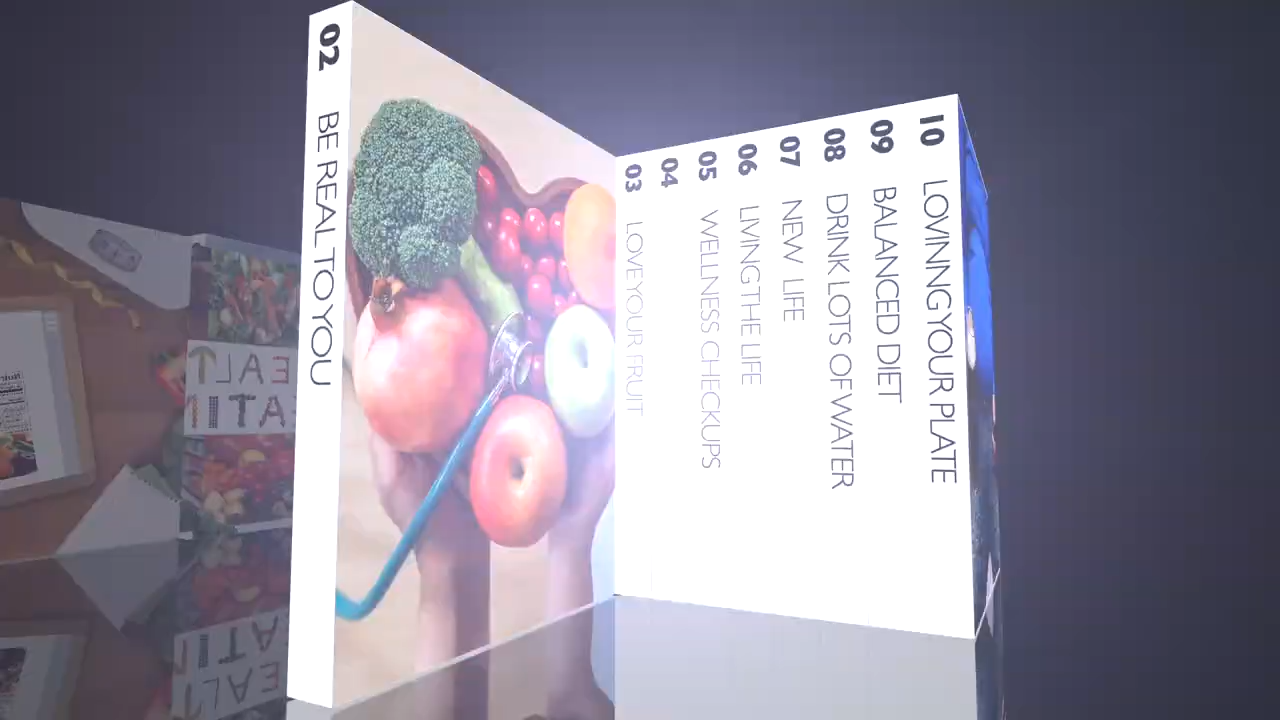 02 BE REAL TO YOU
03 LOVE YOUR FRUIT
04
05 WELLNESS CHECKUPS
06 LIVING THE LIFE
07 NEW LIFE
08 DRINK LOTS OF WATER
09 BALANCED DIET
10 LOVINNG YOUR PLATE